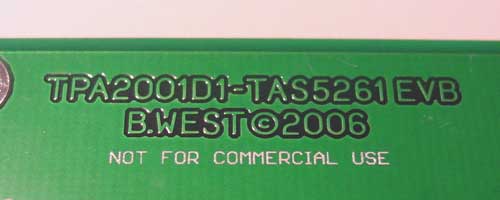 TPA2001D1-TAS5261 EVB
B.WEST©2006
NOT FOR COMMERCIAL USE